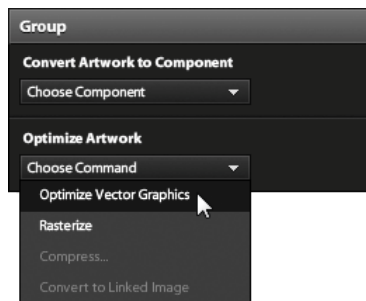 Group
Convert Artwork to Component
Choose Component
Optimize Artwork
Choose Command
Optimize Vector Graphics
Rasterize
Compress...
Convert to Linked Image